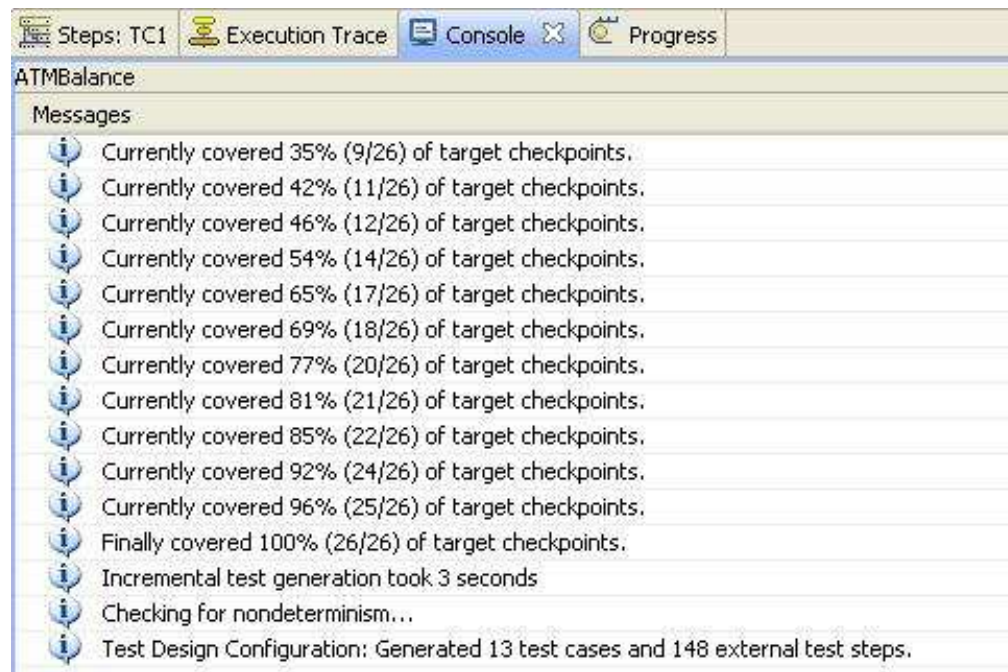 Steps: TC1 Execution Trace Console Progress
ATMBalance
Messages
Currently covered 35% (9/26) of target checkpoints.
Currently covered 42% (11/26) of target checkpoints.
Currently covered 46% (12/26) of target checkpoints.
Currently covered 54% (14/26) of target checkpoints.
Currently covered 65% (17/26) of target checkpoints.
Currently covered 69% (18/26) of target checkpoints.
Currently covered 77% (20/26) of target checkpoints.
Currently covered 81% (21/26) of target checkpoints.
Currently covered 85% (22/26) of target checkpoints.
Currently covered 92% (24/26) of target checkpoints.
Currently covered 96% (25/26) of target checkpoints.
Finally covered 100% (26/26) of target checkpoints.
Incremental test generation took 3 seconds
Checking for nondeterminism...
Test Design Configuration: Generated 13 test cases and 148 external test steps.